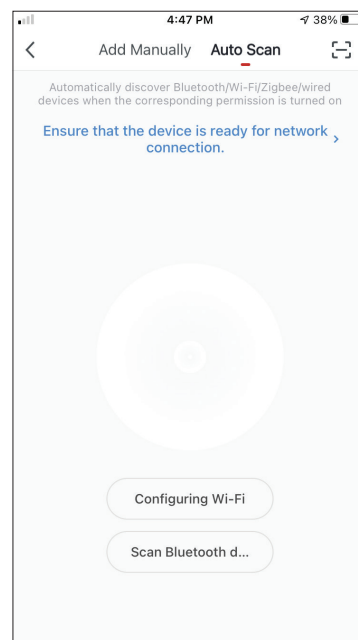 4:47 PM 38%
Add Manually Auto Scan
Automatically discover Bluetooth/Wi-Fi/Zigbee/wired
devices when the corresponding permission is turned on
Ensure that the device is ready for network
connection.
Configuring Wi-Fi
Scan Bluetooth d...